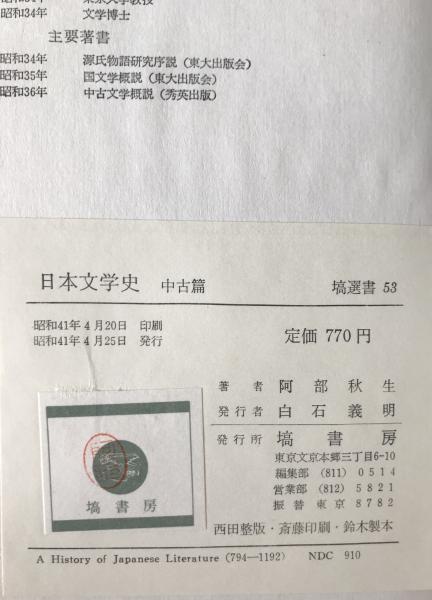 昭和34年 文学博士
主要著書
昭和34年 源氏物語研究序説（東大出版会）
昭和35年 国文学概説（東大出版会）
昭和36年 中古文学概説（秀英出版）
日本文学史 中古篇 塙選書 53
昭和41年4月20日 印刷
昭和41年4月25日 発行
定価 770円
著者 阿部秋生
発行者 白石義明
発行所 塙書房
東京文京本郷三丁目6-10
編集部 (811) 0514
営業部 (812) 5821
振替 東京 8782
塙書房
西田整版・斎藤印刷・鈴木製本
A History of Japanese Literature (794—1192) NDC 910